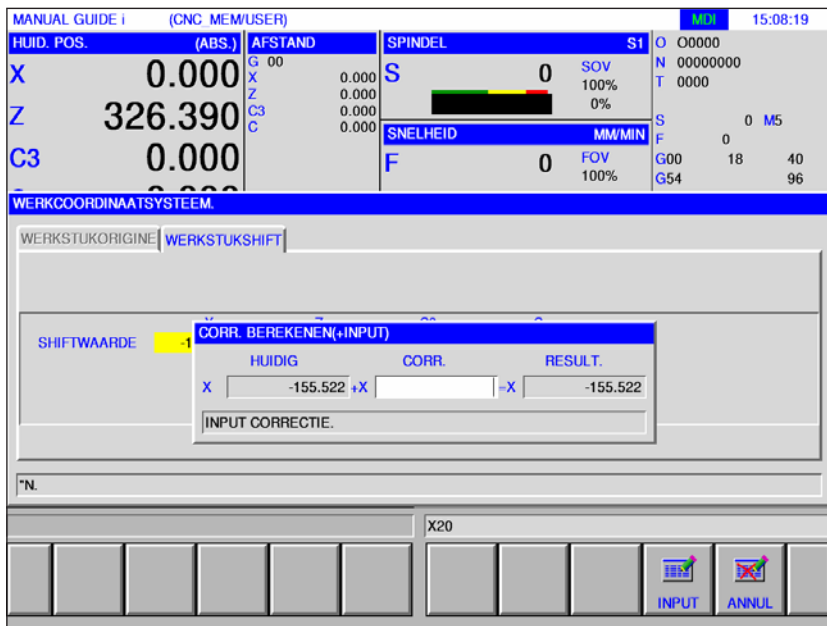 MANUAL GUIDE i (CNC_MEM/USER) MDI 15:08:19
HUID. POS. (ABS.) AFSTAND SPINDEL S1 O O0000
N 00000000
T 0000
G 00
X 0.000 X 0.000 S 0 SOV 100% 0%
Z 0.000
Z 326.390 C3 0.000
C 0.000
S 0 M5
SNELHEID MM/MIN F 0
C3 0.000 F 0 FOV 100% G00 18 40
G54 96
WERKCOORDINAATSYSTEEM.
WERKSTUKORIGINE WERKSTUKSHIFT
SHIFTWAARDE -1
CORR. BEREKENEN(+INPUT)
HUIDIG CORR. RESULT.
X -155.522 +X =X -155.522
INPUT CORRECTIE.
"N.
X20
INPUT ANNUL